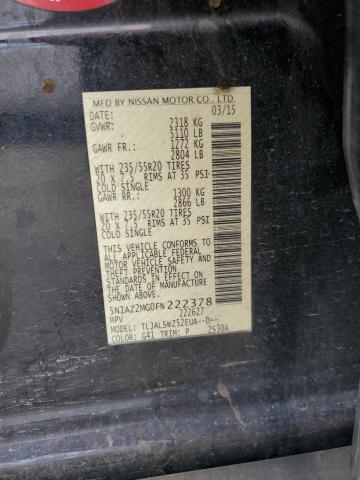 MFD BY NISSAN MOTOR CO., LTD.
DATE: 03/15
GVWR: 2318 KG
5110 LB
GAWR FR.: 1272 KG
2804 LB
WITH 235/55R20 TIRES
20 X 7.5 RIMS AT 35 PSI
COLD SINGLE
GAWR RR.: 1300 KG
2866 LB
WITH 235/55R20 TIRES
20 X 7.5 RIMS AT 35 PSI
COLD SINGLE
THIS VEHICLE CONFORMS TO
ALL APPLICABLE FEDERAL
MOTOR VEHICLE SAFETY
STANDARDS IN EFFECT ON
THE DATE OF MANUFACTURE
SHOWN ABOVE.
5N1AZ2MG0FN222378
MPV 222627
MODEL: TLJALSWZ52EUA--D--
COLOR: G41 TRIM: P 2S30A